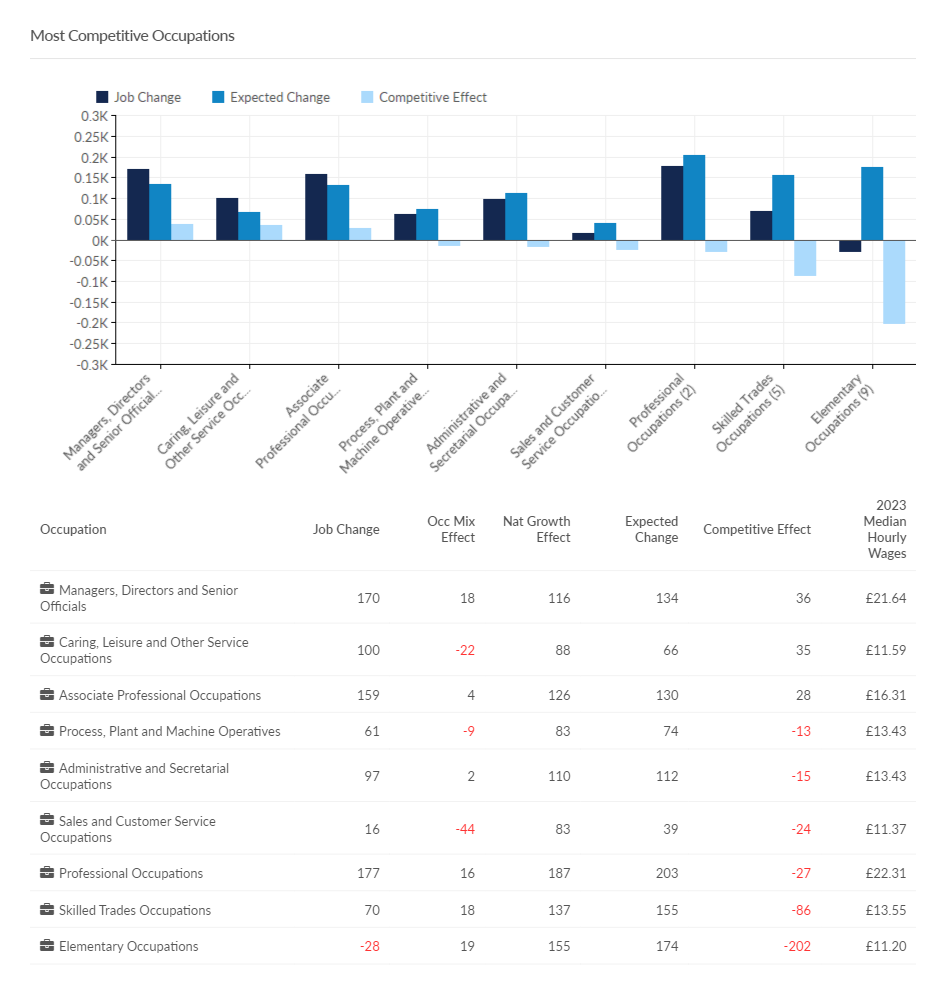 Most Competitive Occupations
Job Change Expected Change Competitive Effect
0.3K
0.25K
0.2K
0.15K
0.1K
0.05K
0K
-0.05K
-0.1K
-0.15K
-0.2K
-0.25K
-0.3K
Managers, Directors
and Senior Official...
Caring, Leisure and
Other Service Occ...
Associate
Professional Occu...
Process, Plant and
Machine Operative...
Administrative and
Secretarial Occupa...
Sales and Customer
Service Occupatio...
Professional
Occupations (2)
Skilled Trades
Occupations (5)
Elementary
Occupations (9)
Occupation
Job Change
Occ Mix
Effect
Nat Growth
Effect
Expected
Change
Competitive Effect
2023
Median
Hourly
Wages
Managers, Directors and Senior
Officials
170 18 116 134 36 £21.64
Caring, Leisure and Other Service
Occupations
100 -22 88 66 35 £11.59
Associate Professional Occupations 159 4 126 130 28 £16.31
Process, Plant and Machine Operatives 61 -9 83 74 -13 £13.43
Administrative and Secretarial
Occupations
97 2 110 112 -15 £13.43
Sales and Customer Service
Occupations
16 -44 83 39 -24 £11.37
Professional Occupations 177 16 187 203 -27 £22.31
Skilled Trades Occupations 70 18 137 155 -86 £13.55
Elementary Occupations -28 19 155 174 -202 £11.20